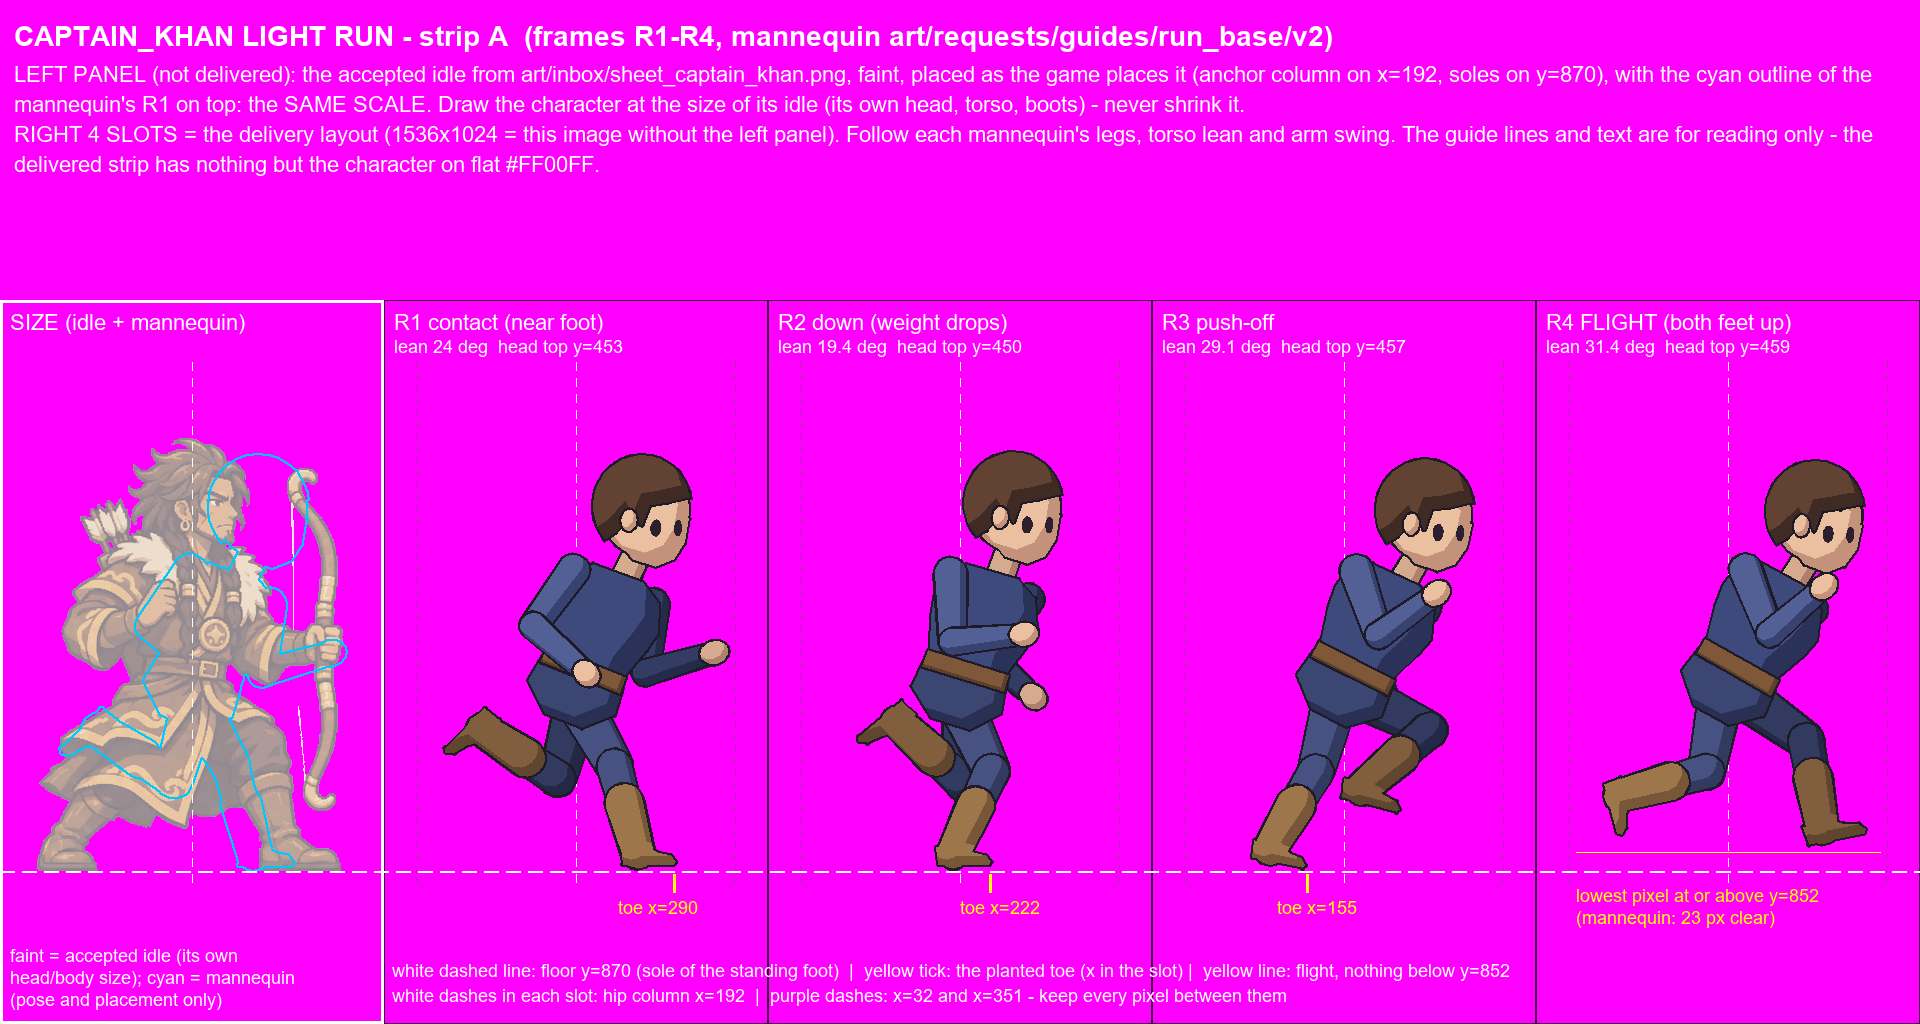 CAPTAIN_KHAN LIGHT RUN - strip A  (frames R1-R4, mannequin art/requests/guides/run_base/v2)
LEFT PANEL (not delivered): the accepted idle from art/inbox/sheet_captain_khan.png, faint, placed as the game places it (anchor column on x=192, soles on y=870), with the cyan outline of the
mannequin's R1 on top: the SAME SCALE. Draw the character at the size of its idle (its own head, torso, boots) - never shrink it.
RIGHT 4 SLOTS = the delivery layout (1536x1024 = this image without the left panel). Follow each mannequin's legs, torso lean and arm swing. The guide lines and text are for reading only - the
delivered strip has nothing but the character on flat #FF00FF.
SIZE (idle + mannequin)
R1 contact (near foot)
lean 24 deg  head top y=453
R2 down (weight drops)
lean 19.4 deg  head top y=450
R3 push-off
lean 29.1 deg  head top y=457
R4 FLIGHT (both feet up)
lean 31.4 deg  head top y=459
toe x=290
toe x=222
toe x=155
lowest pixel at or above y=852
(mannequin: 23 px clear)
faint = accepted idle (its own
head/body size); cyan = mannequin
(pose and placement only)
white dashed line: floor y=870 (sole of the standing foot)  |  yellow tick: the planted toe (x in the slot) |  yellow line: flight, nothing below y=852
white dashes in each slot: hip column x=192  |  purple dashes: x=32 and x=351 - keep every pixel between them